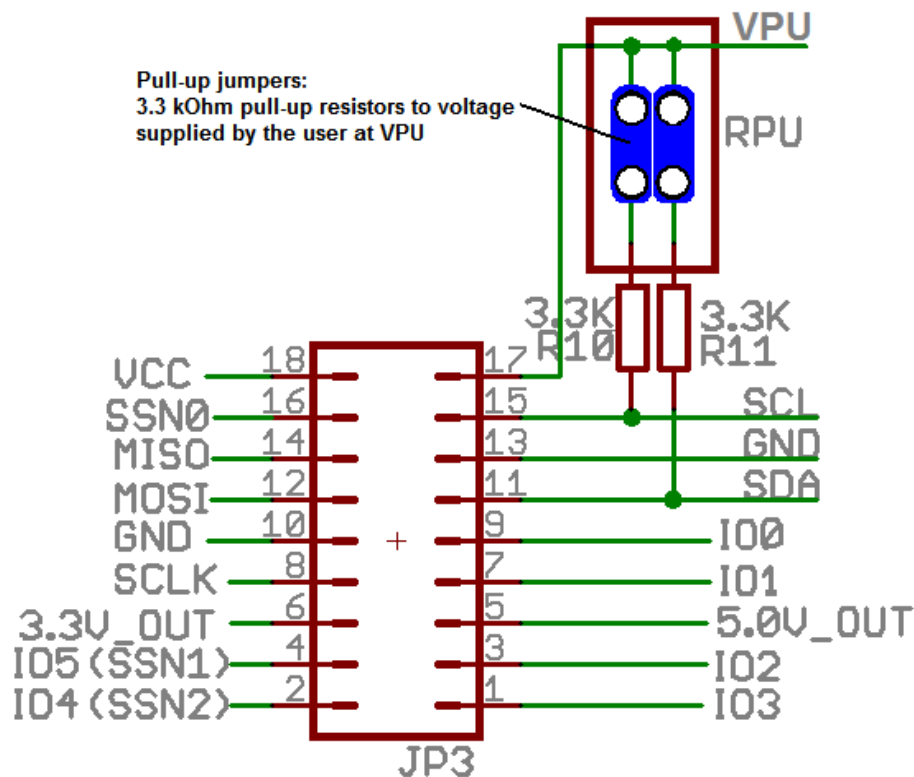 VPU
Pull-up jumpers:
3.3 kOhm pull-up resistors to voltage
supplied by the user at VPU
RPU
3.3K
R10
3.3K
R11
VCC 18 17
SSN0 16 15 SCL
MISO 14 13 GND
MOSI 12 11 SDA
GND 10 9 IO0
SCLK 8 7 IO1
3.3V_OUT 6 5 5.0V_OUT
IO5(SSN1) 4 3 IO2
IO4(SSN2) 2 1 IO3
JP3